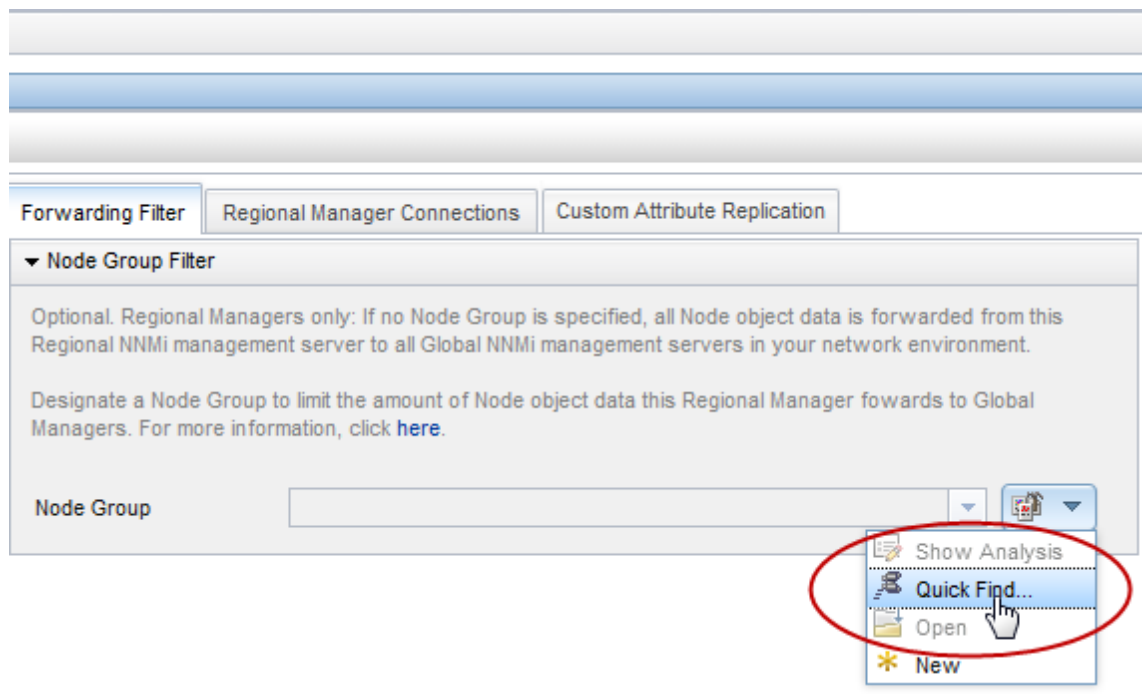 Forwarding Filter
Regional Manager Connections
Custom Attribute Replication
Node Group Filter
Optional. Regional Managers only: If no Node Group is specified, all Node object data is forwarded from this
Regional NNMi management server to all Global NNMi management servers in your network environment.
Designate a Node Group to limit the amount of Node object data this Regional Manager fowards to Global
Managers. For more information, click here.
Node Group
Show Analysis
Quick Find...
Open
New